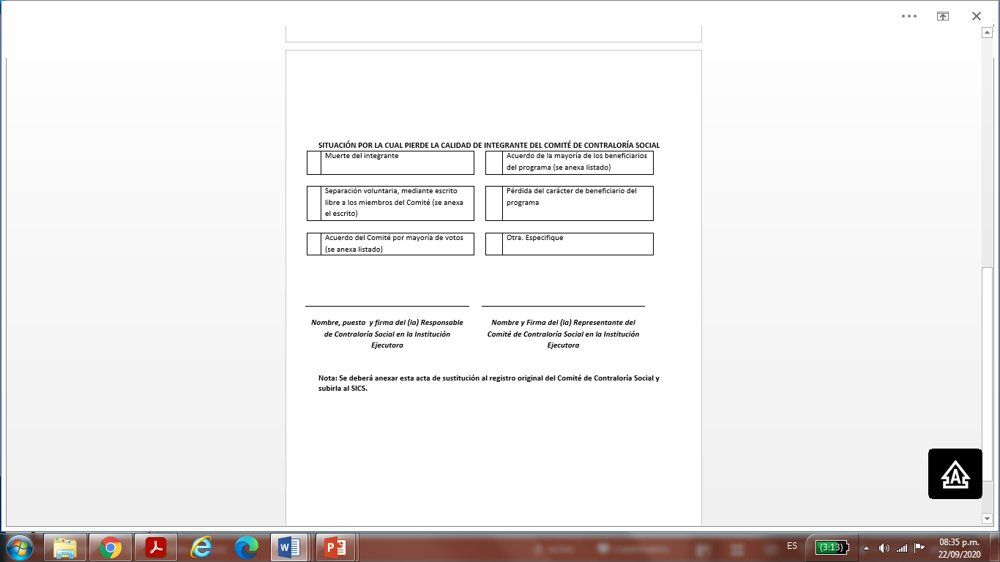 SITUACIÓN POR LA CUAL PIERDE LA CALIDAD DE INTEGRANTE DEL COMITÉ DE CONTRALORÍA SOCIAL
Muerte del integrante
Acuerdo de la mayoría de los beneficiarios
del programa (se anexa listado)
Separación voluntaria, mediante escrito
libre a los miembros del Comité (se anexa
el escrito)
Pérdida del carácter de beneficiario del
programa
Acuerdo del Comité por mayoría de votos
(se anexa listado)
Otra. Especifique
Nombre, puesto y firma del (la) Responsable
de Contraloría Social en la Institución
Ejecutora
Nombre y Firma del (la) Representante del
Comité de Contraloría Social en la Institución
Ejecutora
Nota: Se deberá anexar esta acta de sustitución al registro original del Comité de Contraloría Social y
subirla al SICS.
A
ES
(3:13)
08:35 p.m.
22/09/2020